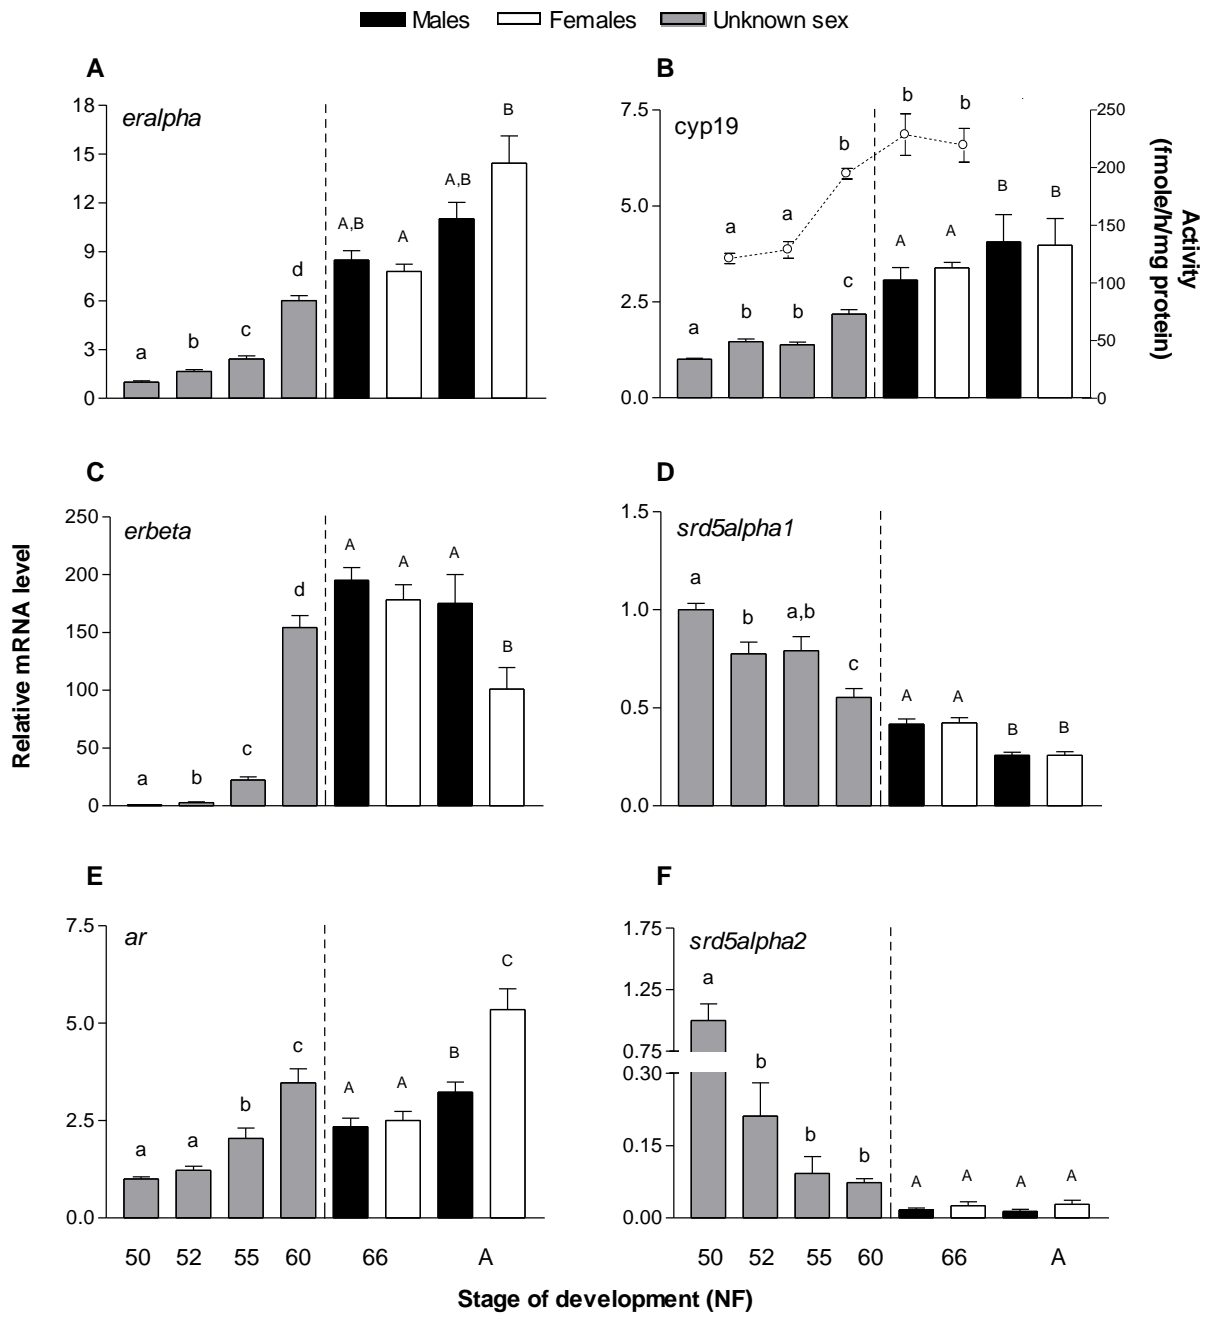 Males Females Unknown sex
A
eralpha
18
15
12
9
6
3
0
a b c d A,B A A,B B
B
cyp19
7.5
5.0
2.5
0.0
a a b b b
a b b c A A B B
250
200
150
100
50
0
Activity
(fmole/h/mg protein)
Relative mRNA level
C
erbeta
250
200
150
100
50
0
a b c d A A A B
D
srd5alpha1
1.5
1.0
0.5
0.0
a b a,b c A A B B
E
ar
7.5
5.0
2.5
0.0
a a b c A A B C
50 52 55 60 66 A
F
srd5alpha2
1.75
1.25
0.75
0.30
0.15
0.00
a b b b A A A A
50 52 55 60 66 A
Stage of development (NF)